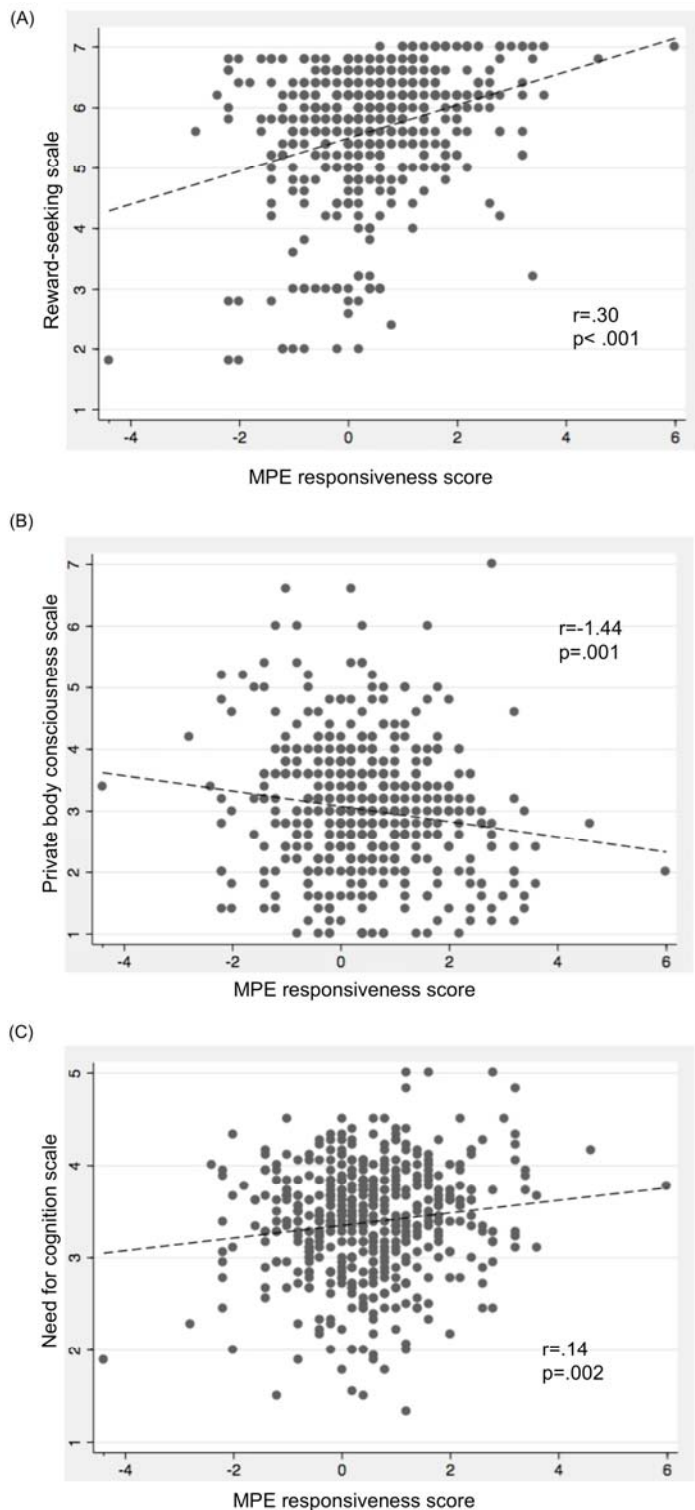 (A)
Reward-seeking scale
7
6
5
4
3
2
1
r=.30
p< .001
-4 -2 0 2 4 6
MPE responsiveness score
(B)
Private body consciousness scale
7
6
5
4
3
2
1
r=-1.44
p=.001
-4 -2 0 2 4 6
MPE responsiveness score
(C)
Need for cognition scale
5
4
3
2
1
r=.14
p=.002
-4 -2 0 2 4 6
MPE responsiveness score